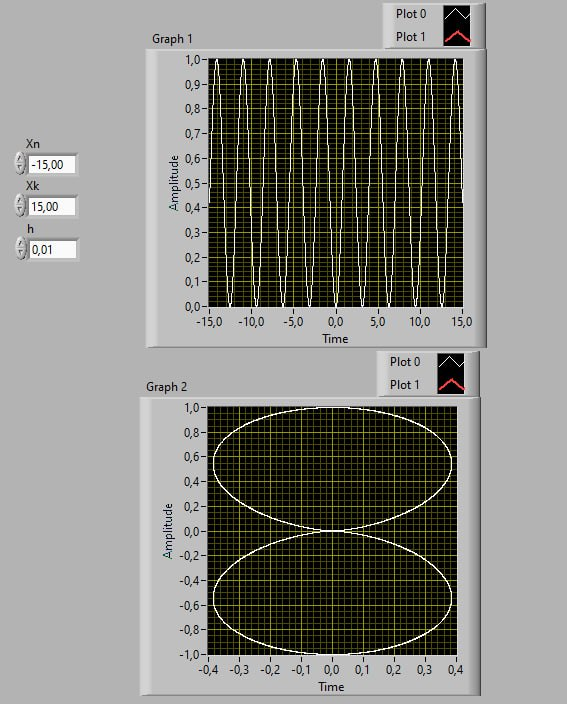 Plot 0
Plot 1
Graph 1
1,0
0,9
0,8
0,7
0,6
0,5
0,4
0,3
0,2
0,1
0,0
Amplitude
-15,0 -10,0 -5,0 0,0 5,0 10,0 15,0
Time
Xn
-15,00
Xk
15,00
h
0,01
Plot 0
Plot 1
Graph 2
1,0
0,8
0,6
0,4
0,2
0,0
-0,2
-0,4
-0,6
-0,8
-1,0
Amplitude
-0,4 -0,3 -0,2 -0,1 0,0 0,1 0,2 0,3 0,4
Time